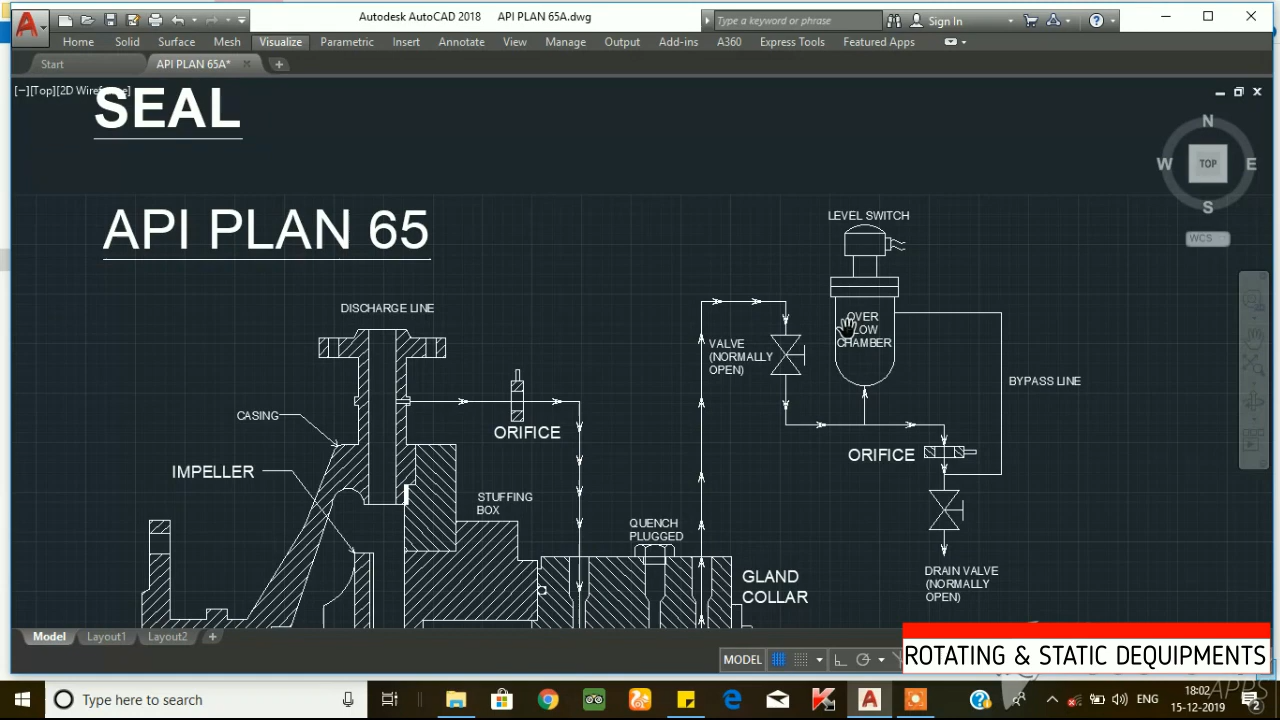 Autodesk AutoCAD 2018 API PLAN 65A.dwg
Type a keyword or phrase
Sign In
Home Solid Surface Mesh Visualize Parametric Insert Annotate View Manage Output Add-ins A360 Express Tools Featured Apps
Start
API PLAN 65A*
[−][Top][2D Wireframe]
SEAL
N
W TOP E
S
WCS
API PLAN 65
LEVEL SWITCH
DISCHARGE LINE
OVER
LOW
CHAMBER
VALVE
(NORMALLY
OPEN)
BYPASS LINE
CASING
ORIFICE
ORIFICE
IMPELLER
STUFFING
BOX
QUENCH
PLUGGED
GLAND
COLLAR
DRAIN VALVE
(NORMALLY
OPEN)
Model Layout1 Layout2
MODEL
ROTATING & STATIC DEQUIPMENTS
APPS
Type here to search
ENG
18:02
15-12-2019
2